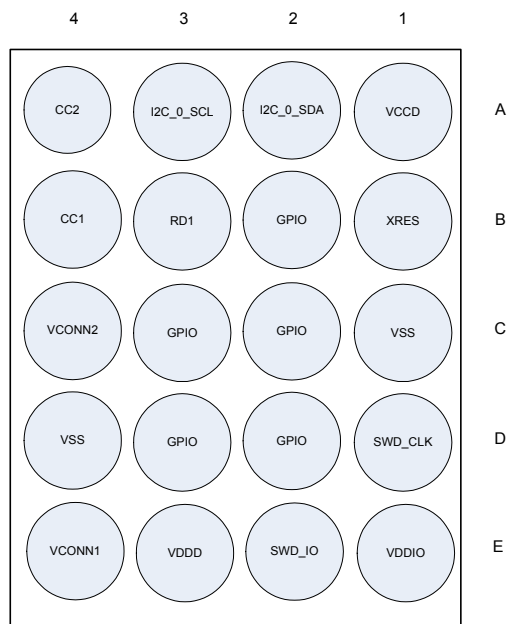 4 3 2 1
CC2 I2C_0_SCL I2C_0_SDA VCCD A
CC1 RD1 GPIO XRES B
VCONN2 GPIO GPIO VSS C
VSS GPIO GPIO SWD_CLK D
VCONN1 VDDD SWD_IO VDDIO E